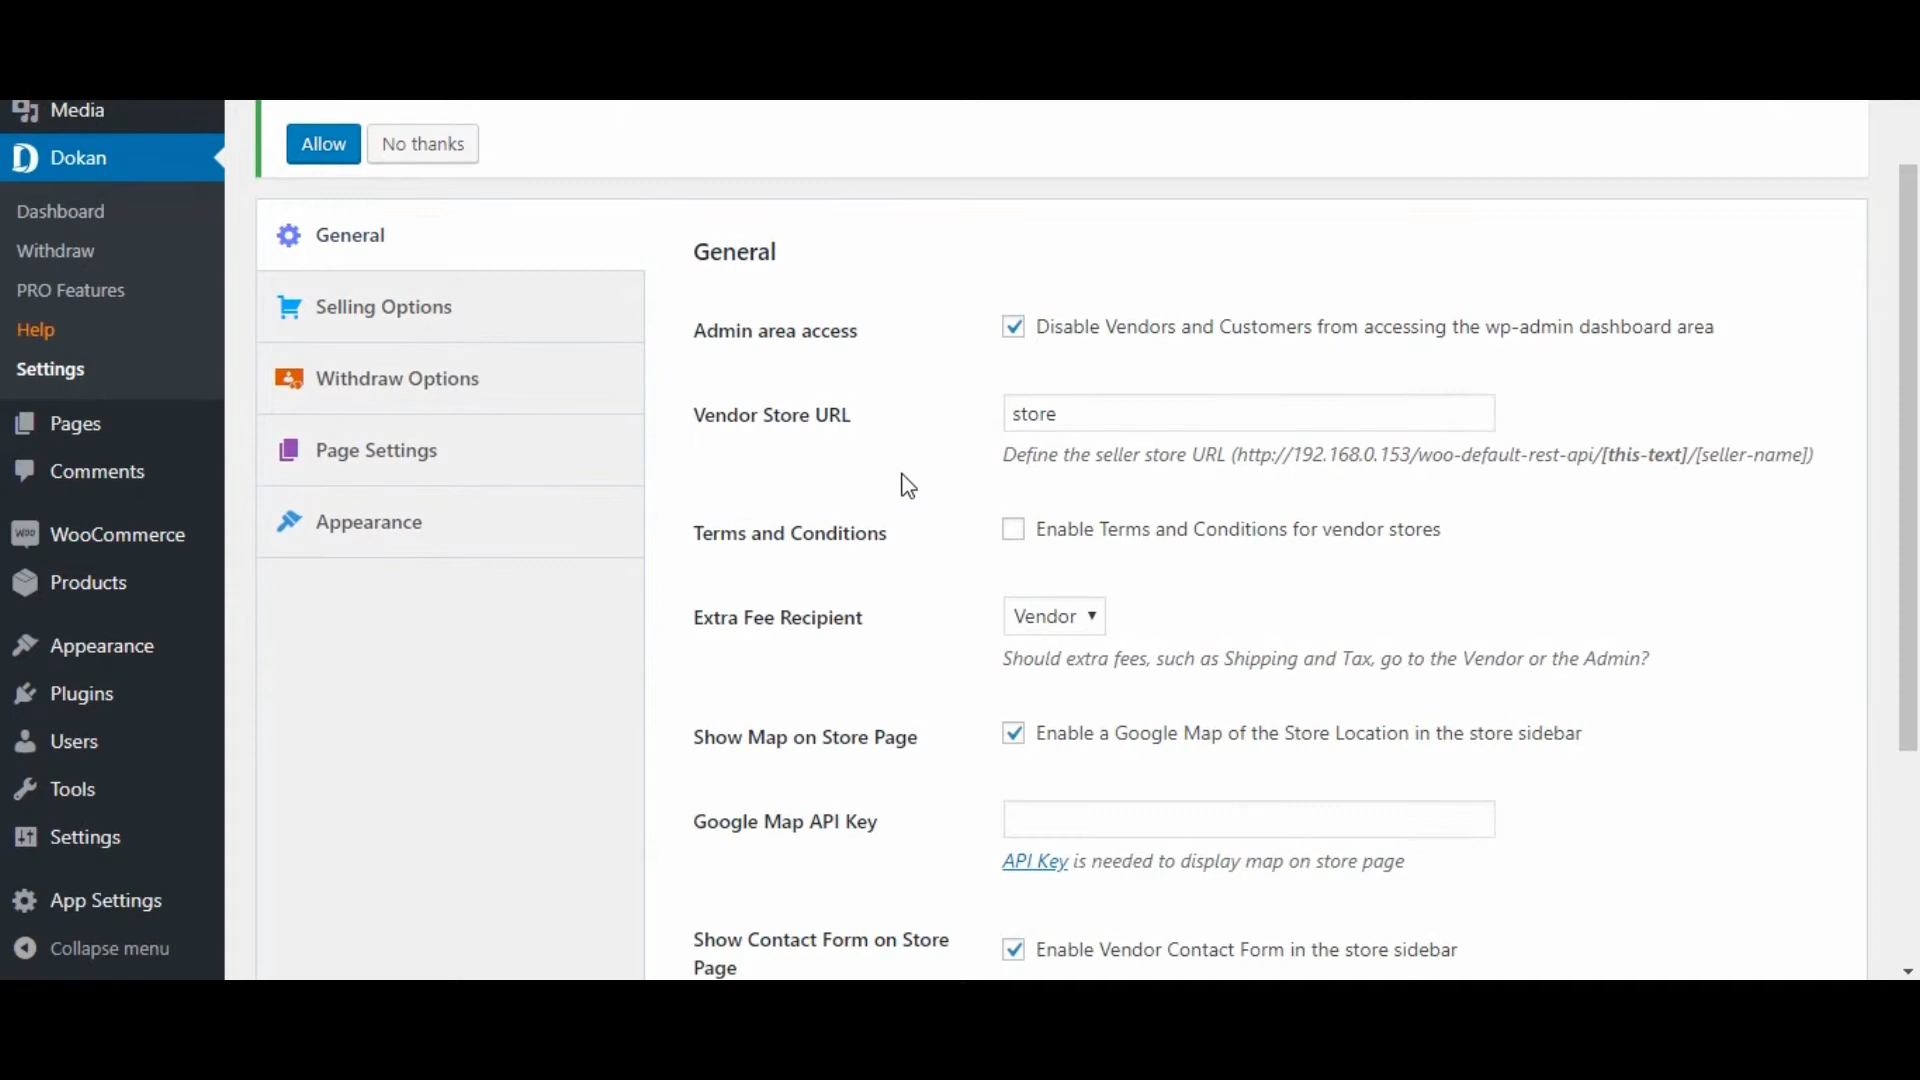 Media
Dokan
Dashboard
Withdraw
PRO Features
Help
Settings
Pages
Comments
WooCommerce
Products
Appearance
Plugins
Users
Tools
Settings
App Settings
Collapse menu
Allow
No thanks
General
Selling Options
Withdraw Options
Page Settings
Appearance
General
Admin area access
Disable Vendors and Customers from accessing the wp-admin dashboard area
Vendor Store URL
store
Define the seller store URL (http://192.168.0.153/woo-default-rest-api/[this-text]/[seller-name])
Terms and Conditions
Enable Terms and Conditions for vendor stores
Extra Fee Recipient
Vendor
Should extra fees, such as Shipping and Tax, go to the Vendor or the Admin?
Show Map on Store Page
Enable a Google Map of the Store Location in the store sidebar
Google Map API Key
API Key is needed to display map on store page
Show Contact Form on Store
Page
Enable Vendor Contact Form in the store sidebar